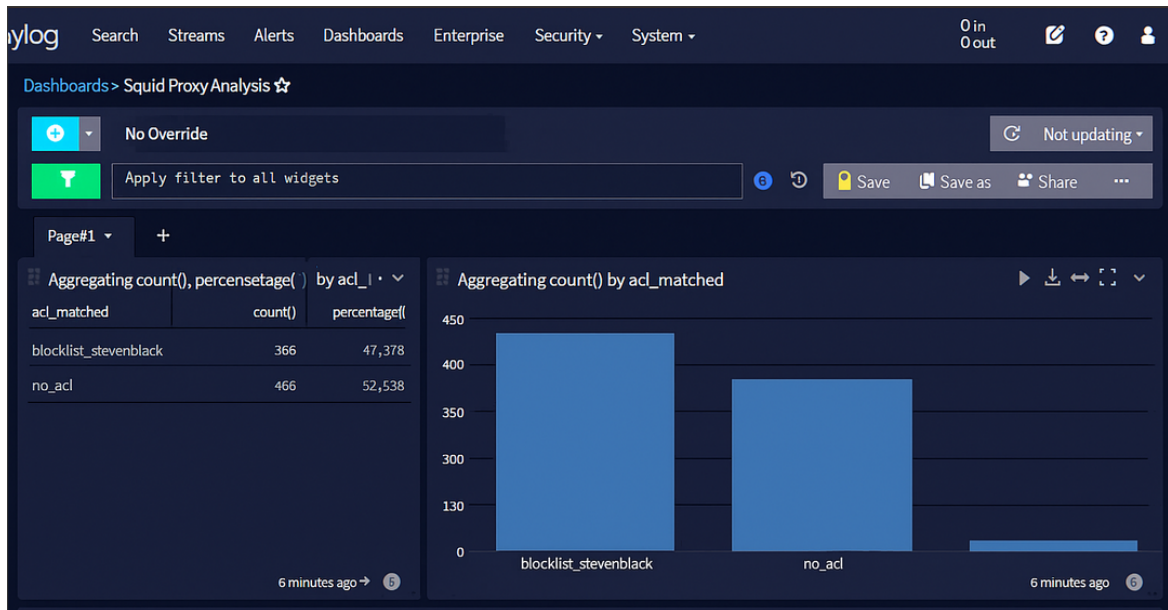 ylog Search Streams Alerts Dashboards Enterprise Security System 0 in
0 out
Dashboards > Squid Proxy Analysis
No Override Not updating
Apply filter to all widgets 6 Save Save as Share ...
Page#1 +
Aggregating count(), percensetage( ) by acl_
acl_matched count() percentage((
blocklist_stevenblack 366 47,378
no_acl 466 52,538
6 minutes ago 6
Aggregating count() by acl_matched
450
400
350
300
130
0
blocklist_stevenblack no_acl
6 minutes ago 6